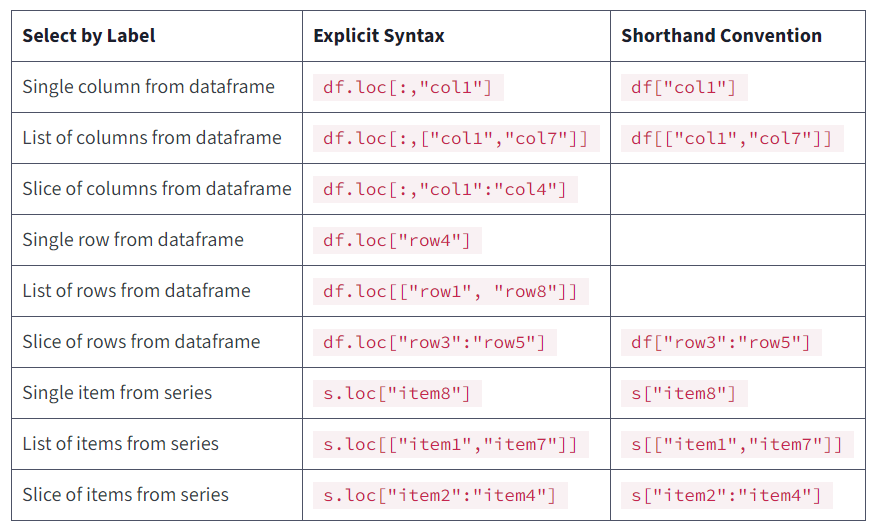 Select by Label Explicit Syntax Shorthand Convention
Single column from dataframe df.loc[:,"col1"] df["col1"]
List of columns from dataframe df.loc[:,["col1","col7"]] df[["col1","col7"]]
Slice of columns from dataframe df.loc[:,"col1":"col4"]
Single row from dataframe df.loc["row4"]
List of rows from dataframe df.loc[["row1", "row8"]]
Slice of rows from dataframe df.loc["row3":"row5"] df["row3":"row5"]
Single item from series s.loc["item8"] s["item8"]
List of items from series s.loc[["item1","item7"]] s[["item1","item7"]]
Slice of items from series s.loc["item2":"item4"] s["item2":"item4"]